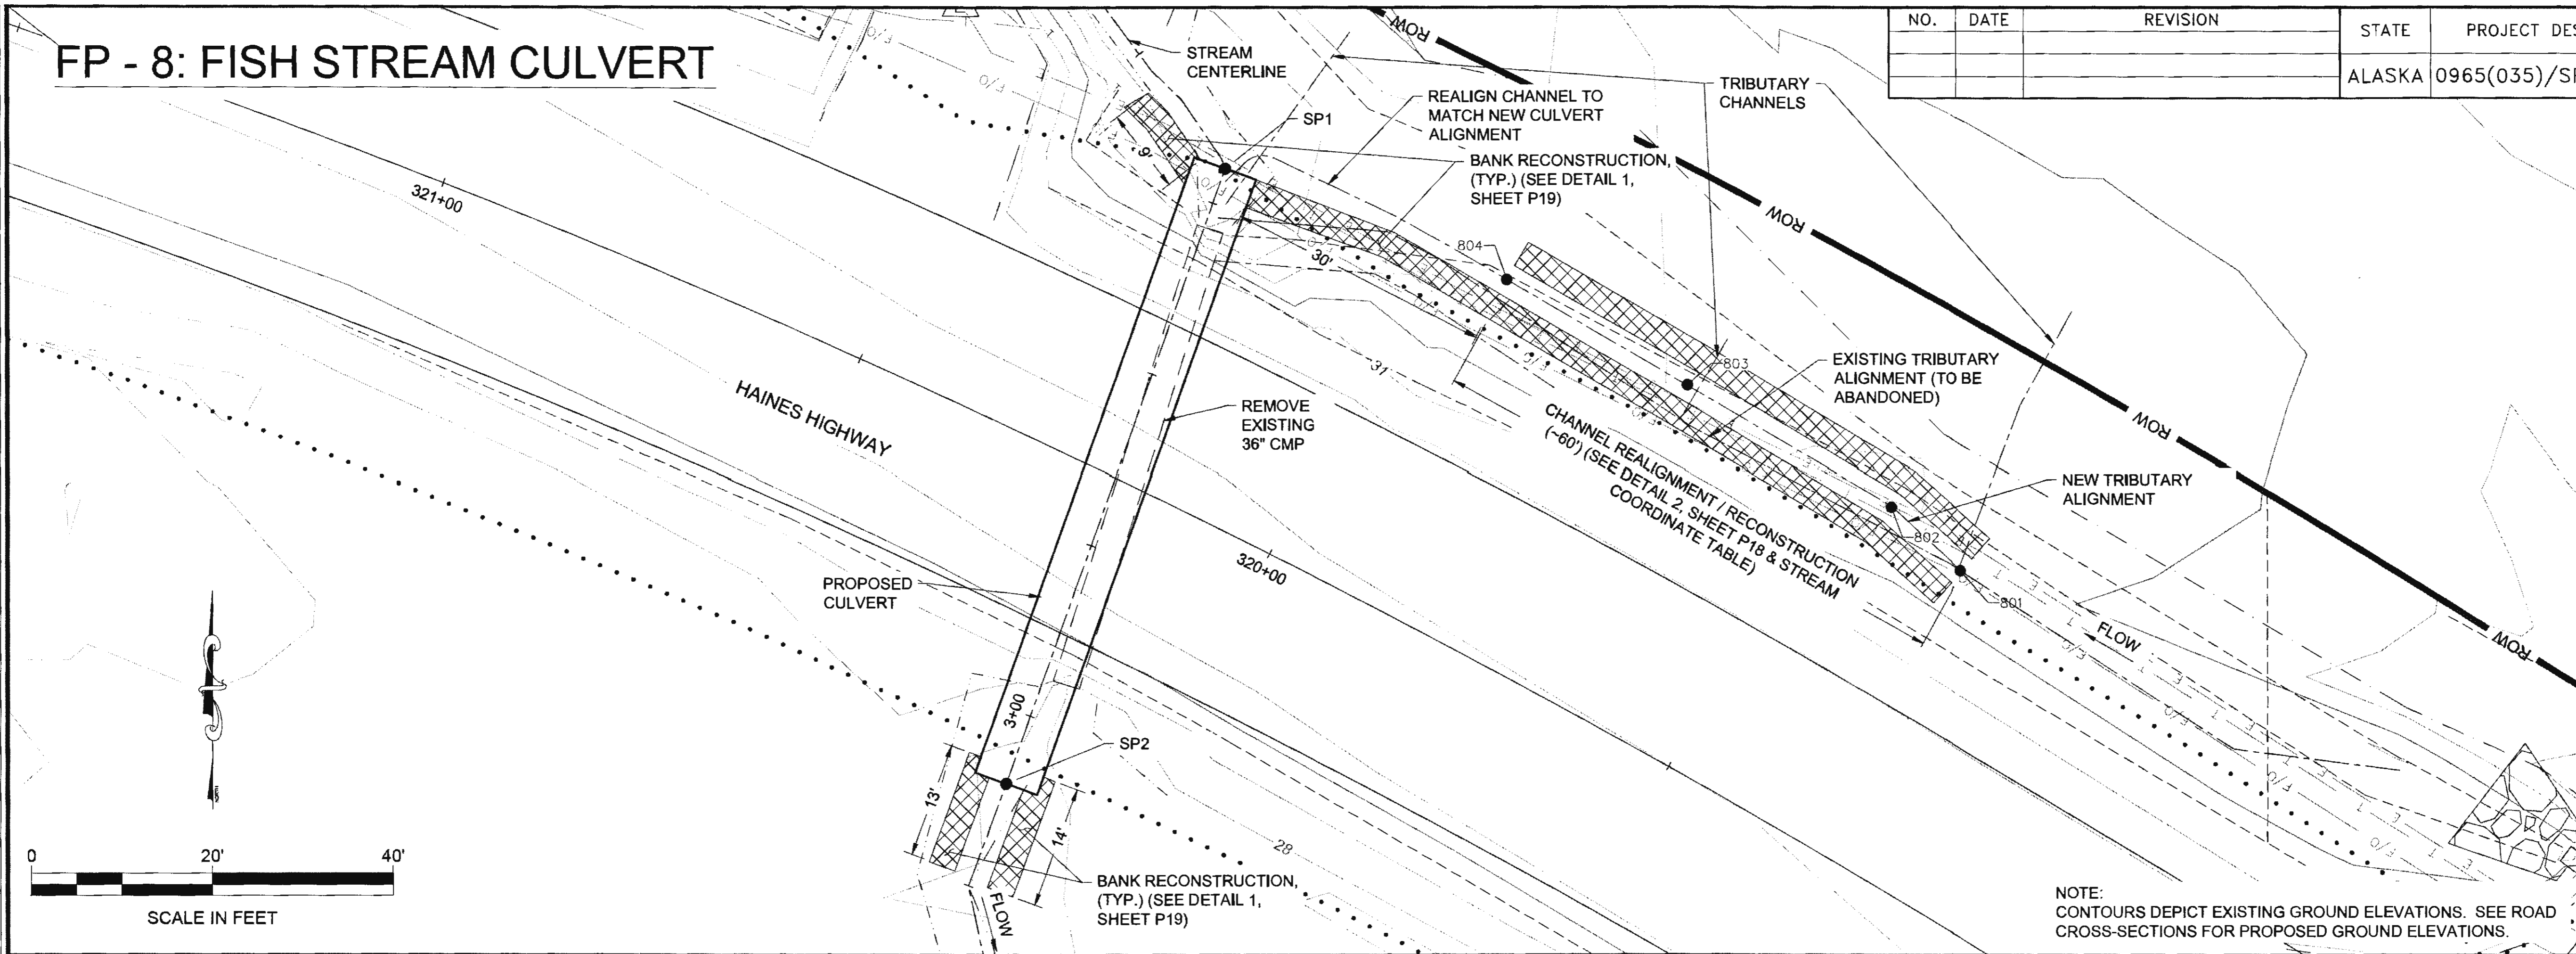 FP - 8: FISH STREAM CULVERT
NO.
DATE
REVISION
STATE
PROJECT DES
ALASKA
0965(035)/
STREAM
CENTERLINE
SP1
REALIGN CHANNEL TO
MATCH NEW CULVERT
ALIGNMENT
TRIBUTARY
CHANNELS
BANK RECONSTRUCTION,
(TYP.) (SEE DETAIL 1,
SHEET P19)
ROW
ROW
ROW
ROW
ROW
321+00
9'
30'
804
803
802
801
31
HAINES HIGHWAY
REMOVE
EXISTING
36" CMP
EXISTING TRIBUTARY
ALIGNMENT (TO BE
ABANDONED)
CHANNEL REALIGNMENT / RECONSTRUCTION
(~60') (SEE DETAIL 2, SHEET P18 & STREAM
COORDINATE TABLE)
NEW TRIBUTARY
ALIGNMENT
320+00
PROPOSED
CULVERT
FLOW
3+00
SP2
13'
14'
28
BANK RECONSTRUCTION,
(TYP.) (SEE DETAIL 1,
SHEET P19)
FLOW
0
20'
40'
SCALE IN FEET
NOTE:
CONTOURS DEPICT EXISTING GROUND ELEVATIONS. SEE ROAD
CROSS-SECTIONS FOR PROPOSED GROUND ELEVATIONS.